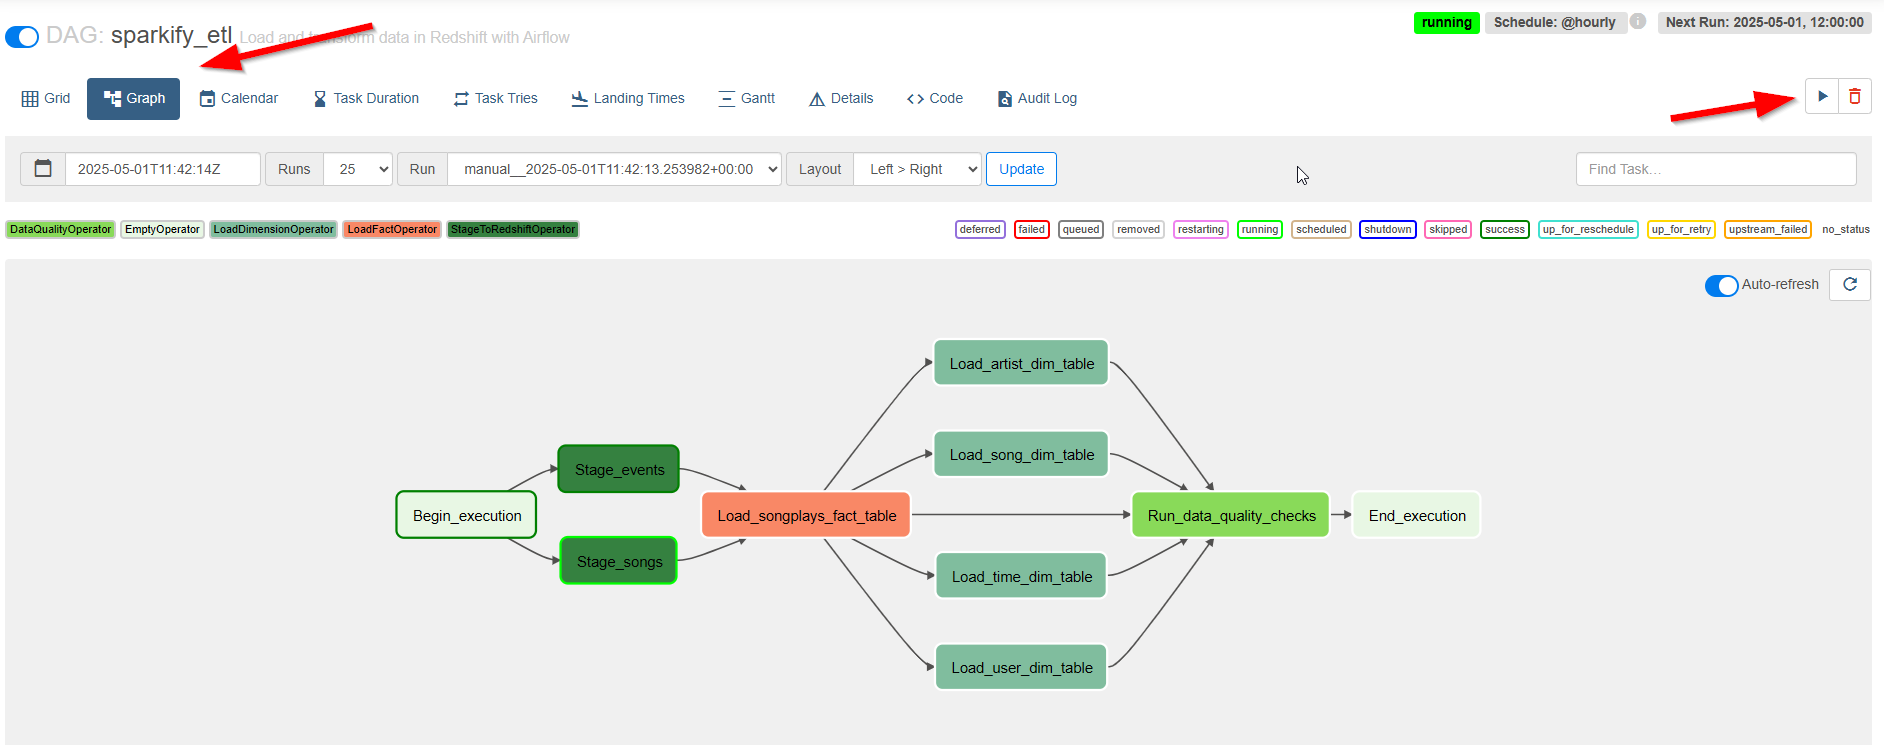 DAG: sparkify_etl Load and transform data in Redshift with Airflow
running Schedule: @hourly i Next Run: 2025-05-01, 12:00:00
Grid Graph Calendar Task Duration Task Tries Landing Times Gantt Details Code Audit Log
2025-05-01T11:42:14Z Runs 25 Run manual__2025-05-01T11:42:13.253982+00:00 Layout Left > Right Update Find Task...
DataQualityOperator EmptyOperator LoadDimensionOperator LoadFactOperator StageToRedshiftOperator
deferred failed queued removed restarting running scheduled shutdown skipped success up_for_reschedule up_for_retry upstream_failed no_status
Auto-refresh
Load_artist_dim_table
Load_song_dim_table
Stage_events
Begin_execution Load_songplays_fact_table Run_data_quality_checks End_execution
Stage_songs
Load_time_dim_table
Load_user_dim_table